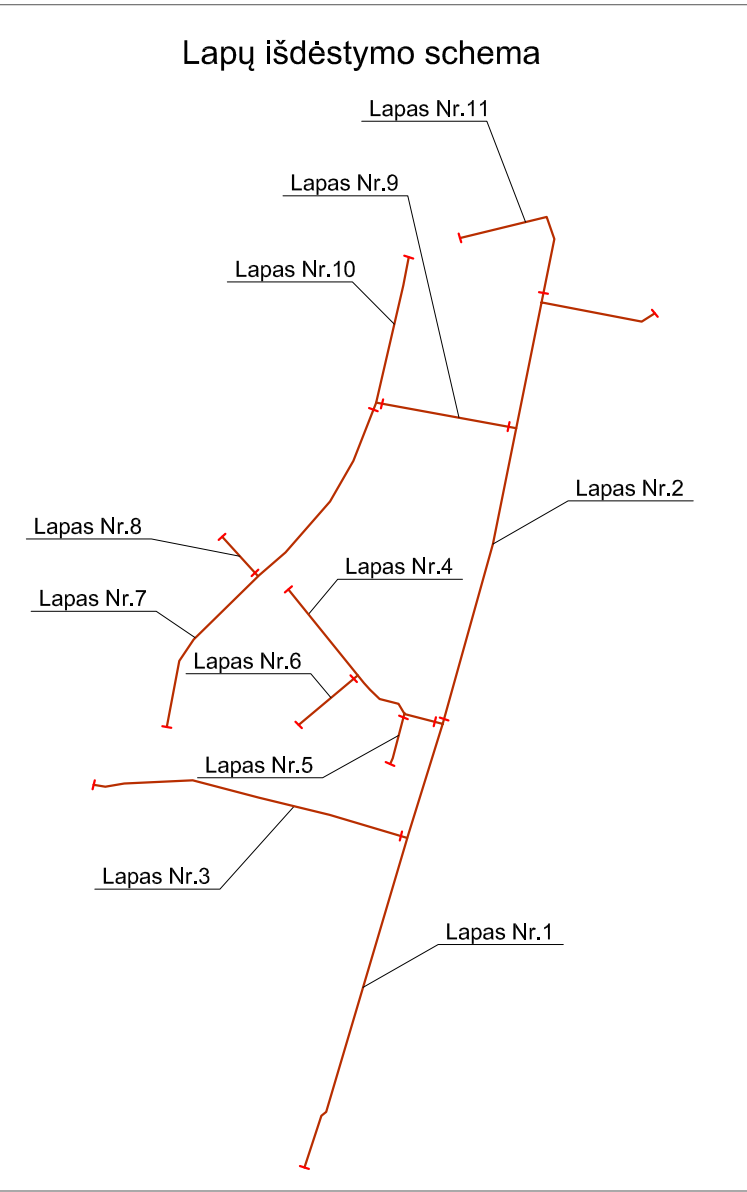 Lapų išdėstymo schema
Lapas Nr.11
Lapas Nr.9
Lapas Nr.10
Lapas Nr.2
Lapas Nr.8
Lapas Nr.4
Lapas Nr.7
Lapas Nr.6
Lapas Nr.5
Lapas Nr.3
Lapas Nr.1